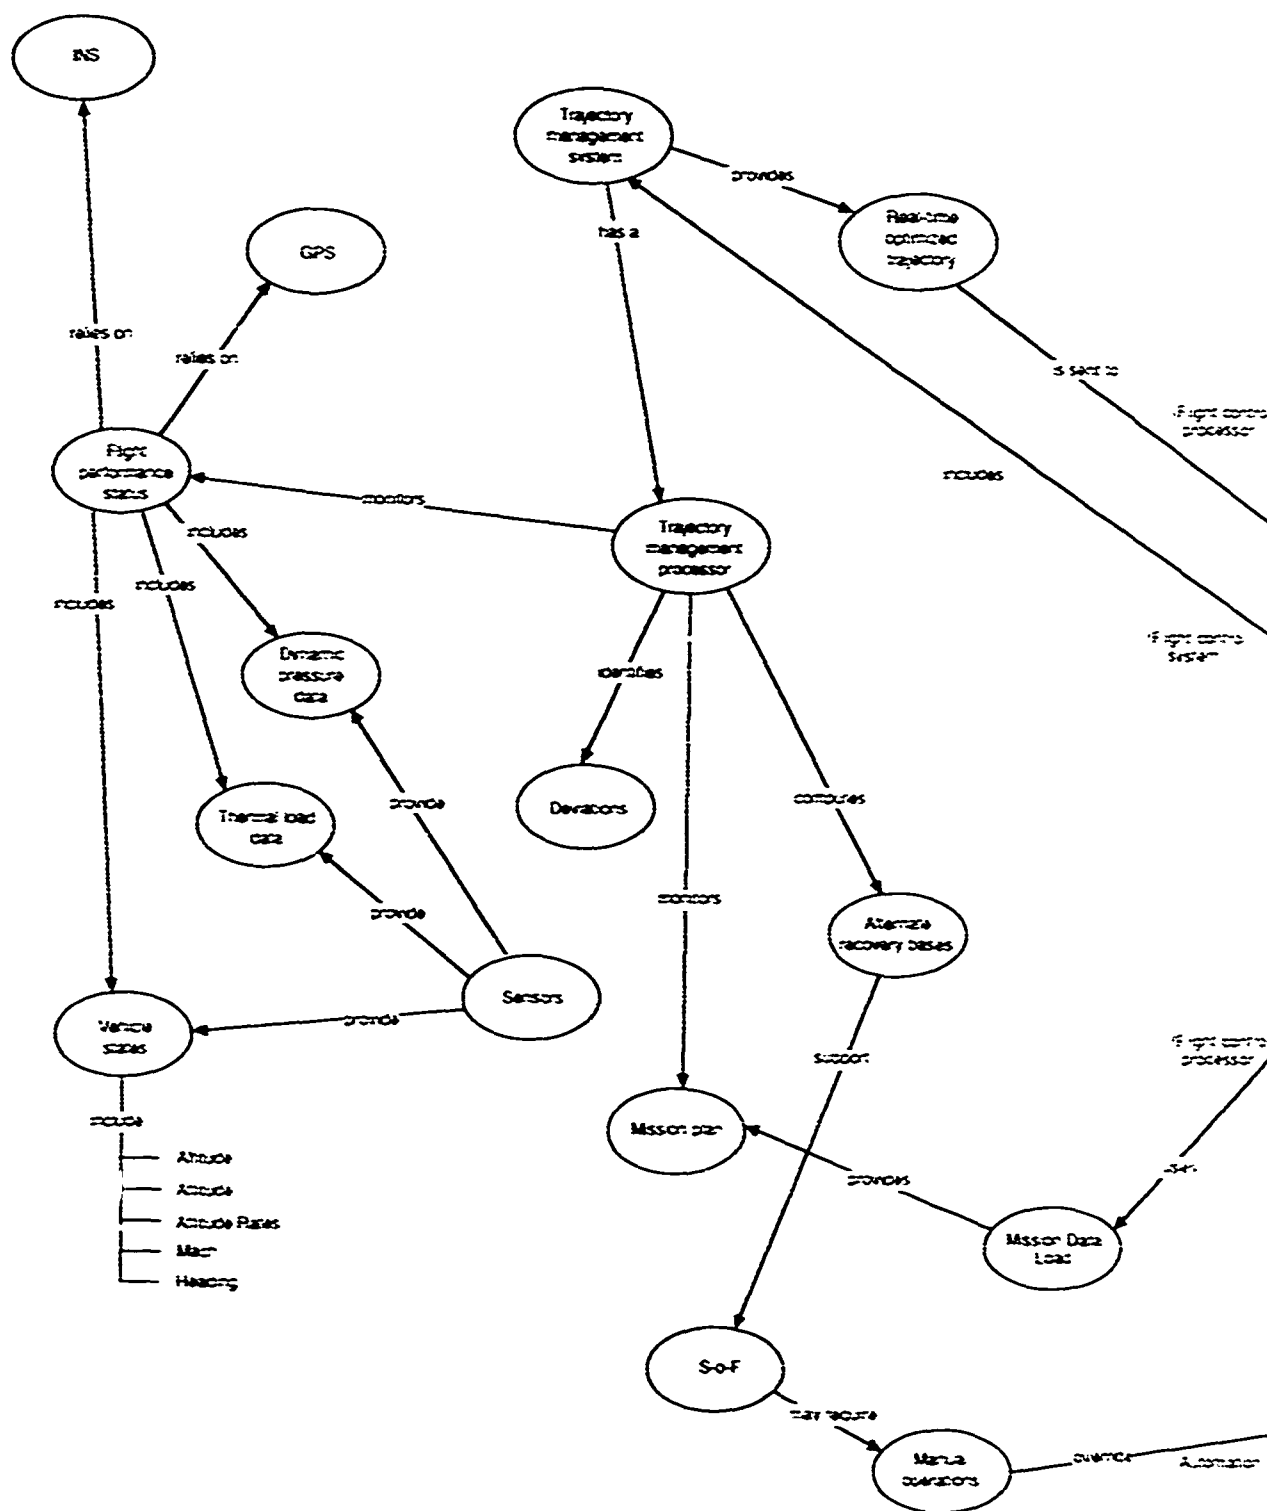 INS
Trajectory
management
system
provides
Real-time
optimized
trajectory
has a
GPS
relies on
relies on
is sent to
(Flight control
processor
Flight
performance
status
includes
monitors
Trajectory
management
processor
includes
includes
includes
(Flight control
system
Dynamic
pressure
data
identifies
Deviations
computes
provide
Thermal load
data
monitors
provide
Alternate
recovery bases
Sensors
Vehicle
states
provide
(Flight control
processor
support
include
Mission plan
Altitude
uses
provides
Attitude
Attitude Rates
Mission Data
Load
Mach
Heading
S-o-F
may require
Manual
operations
override
Automation